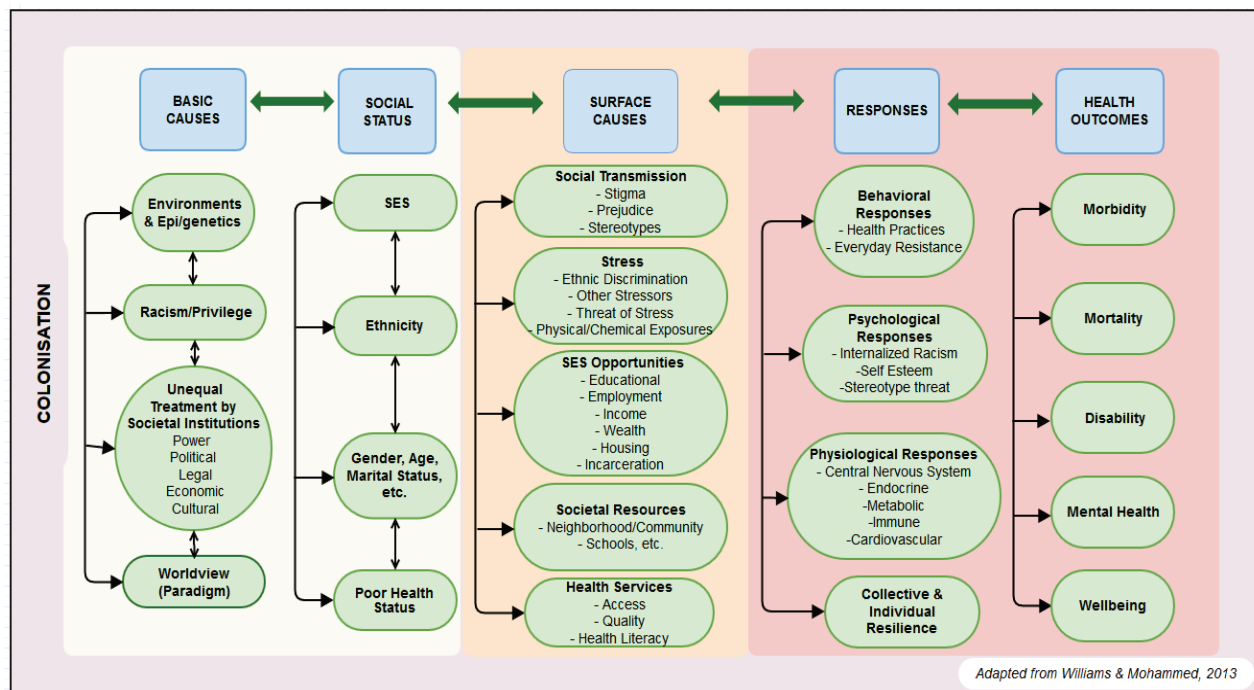 COLONISATION
BASIC
CAUSES
Environments
& Epi/genetics
Racism/Privilege
Unequal
Treatment by
Societal Institutions
Power
Political
Legal
Economic
Cultural
Worldview
(Paradigm)
SOCIAL
STATUS
SES
Ethnicity
Gender, Age,
Marital Status,
etc.
Poor Health
Status
SURFACE
CAUSES
Social Transmission
- Stigma
- Prejudice
- Stereotypes
Stress
- Ethnic Discrimination
- Other Stressors
- Threat of Stress
- Physical/Chemical Exposures
SES Opportunities
- Educational
- Employment
- Income
- Wealth
- Housing
- Incarceration
Societal Resources
- Neighborhood/Community
- Schools, etc.
Health Services
- Access
- Quality
- Health Literacy
RESPONSES
Behavioral
Responses
- Health Practices
- Everyday Resistance
Psychological
Responses
- Internalized Racism
-Self Esteem
- Stereotype threat
Physiological Responses
- Central Nervous System
- Endocrine
-Metabolic
- Immune
-Cardiovascular
Collective &
Individual
Resilience
HEALTH
OUTCOMES
Morbidity
Mortality
Disability
Mental Health
Wellbeing
Adapted from Williams & Mohammed, 2013